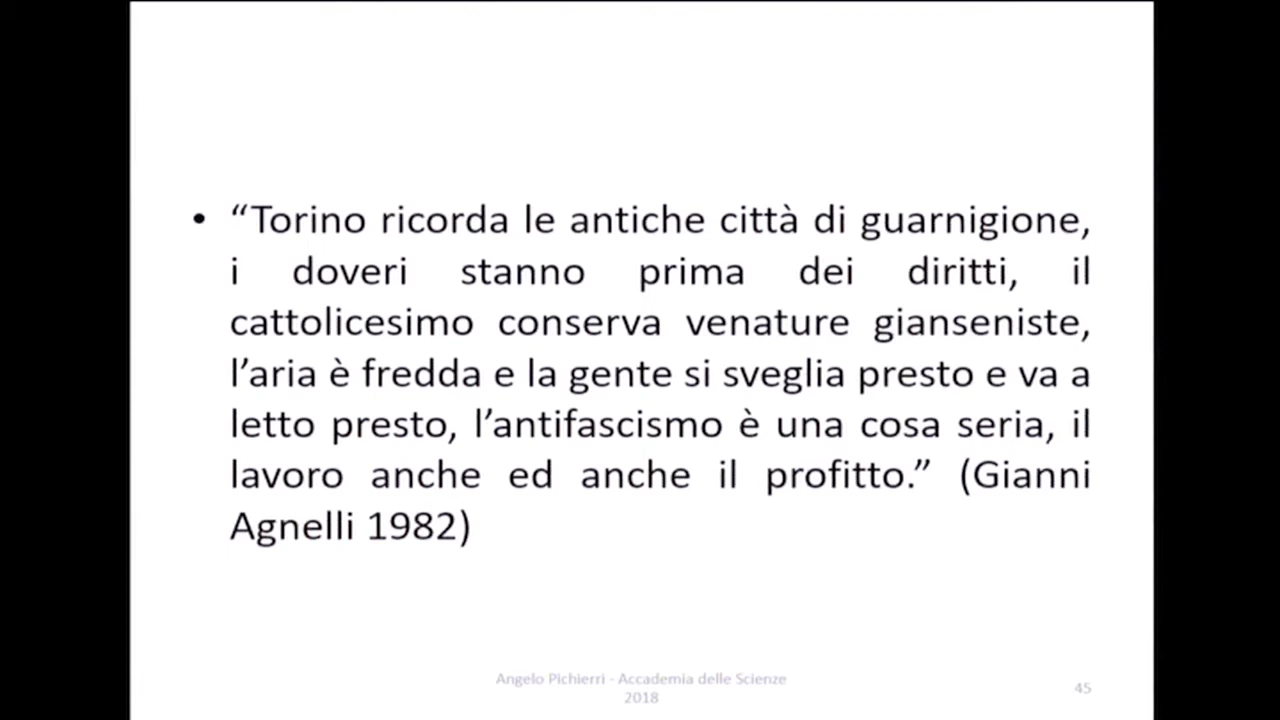 • “Torino ricorda le antiche città di guarnigione,
i doveri stanno prima dei diritti, il
cattolicesimo conserva venature gianseniste,
l’aria è fredda e la gente si sveglia presto e va a
letto presto, l’antifascismo è una cosa seria, il
lavoro anche ed anche il profitto.” (Gianni
Agnelli 1982)
Angelo Pichierri - Accademia delle Scienze
2018
45